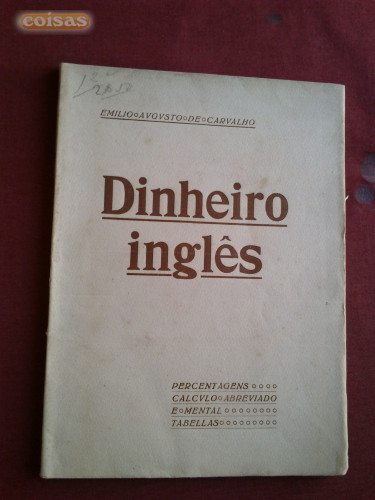 coisas
EMILIO AVGVSTO DE CARVALHO
Dinheiro
inglês
PERCENTAGENS
CALCVLO ABREVIADO
E MENTAL
TABELLAS